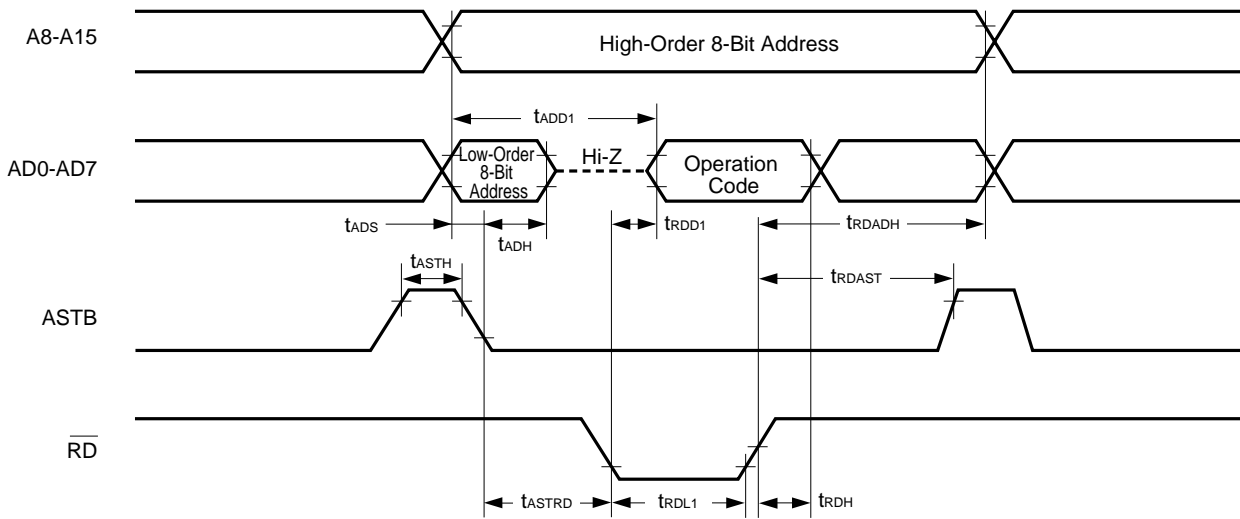 A8-A15
High-Order 8-Bit Address
tADD1
AD0-AD7
Low-Order
8-Bit
Address
Hi-Z
Operation
Code
tADS
tADH
tRDD1
tRDADH
tASTH
tRDAST
ASTB
RD
tASTRD
tRDL1
tRDH